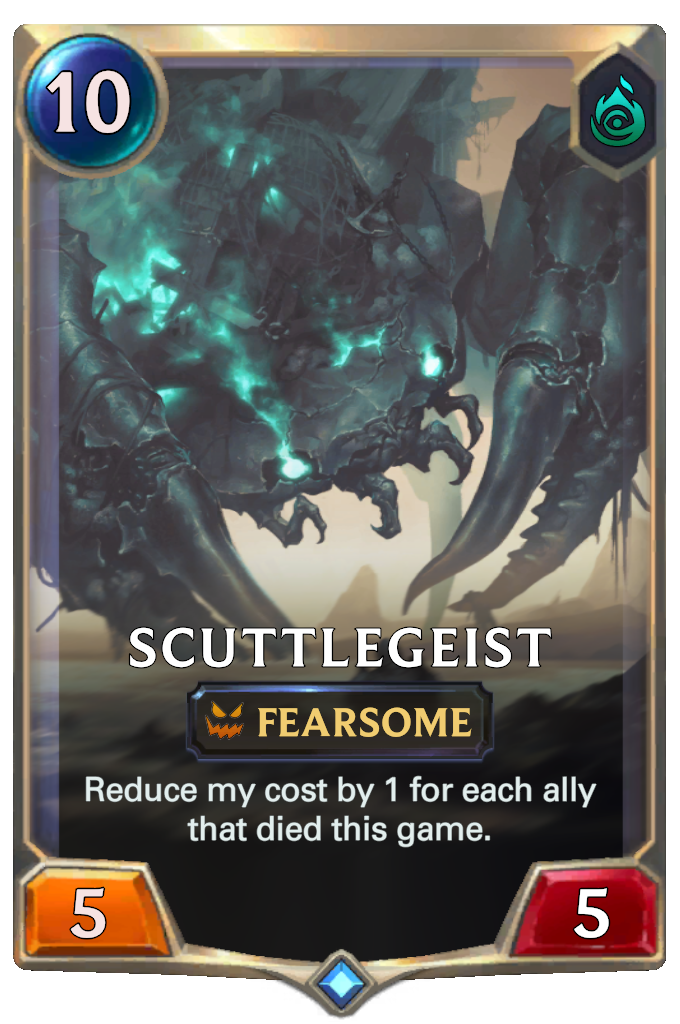 10
SCUTTLEGEIST
FEARSOME
Reduce my cost by 1 for each ally
that died this game.
5 5